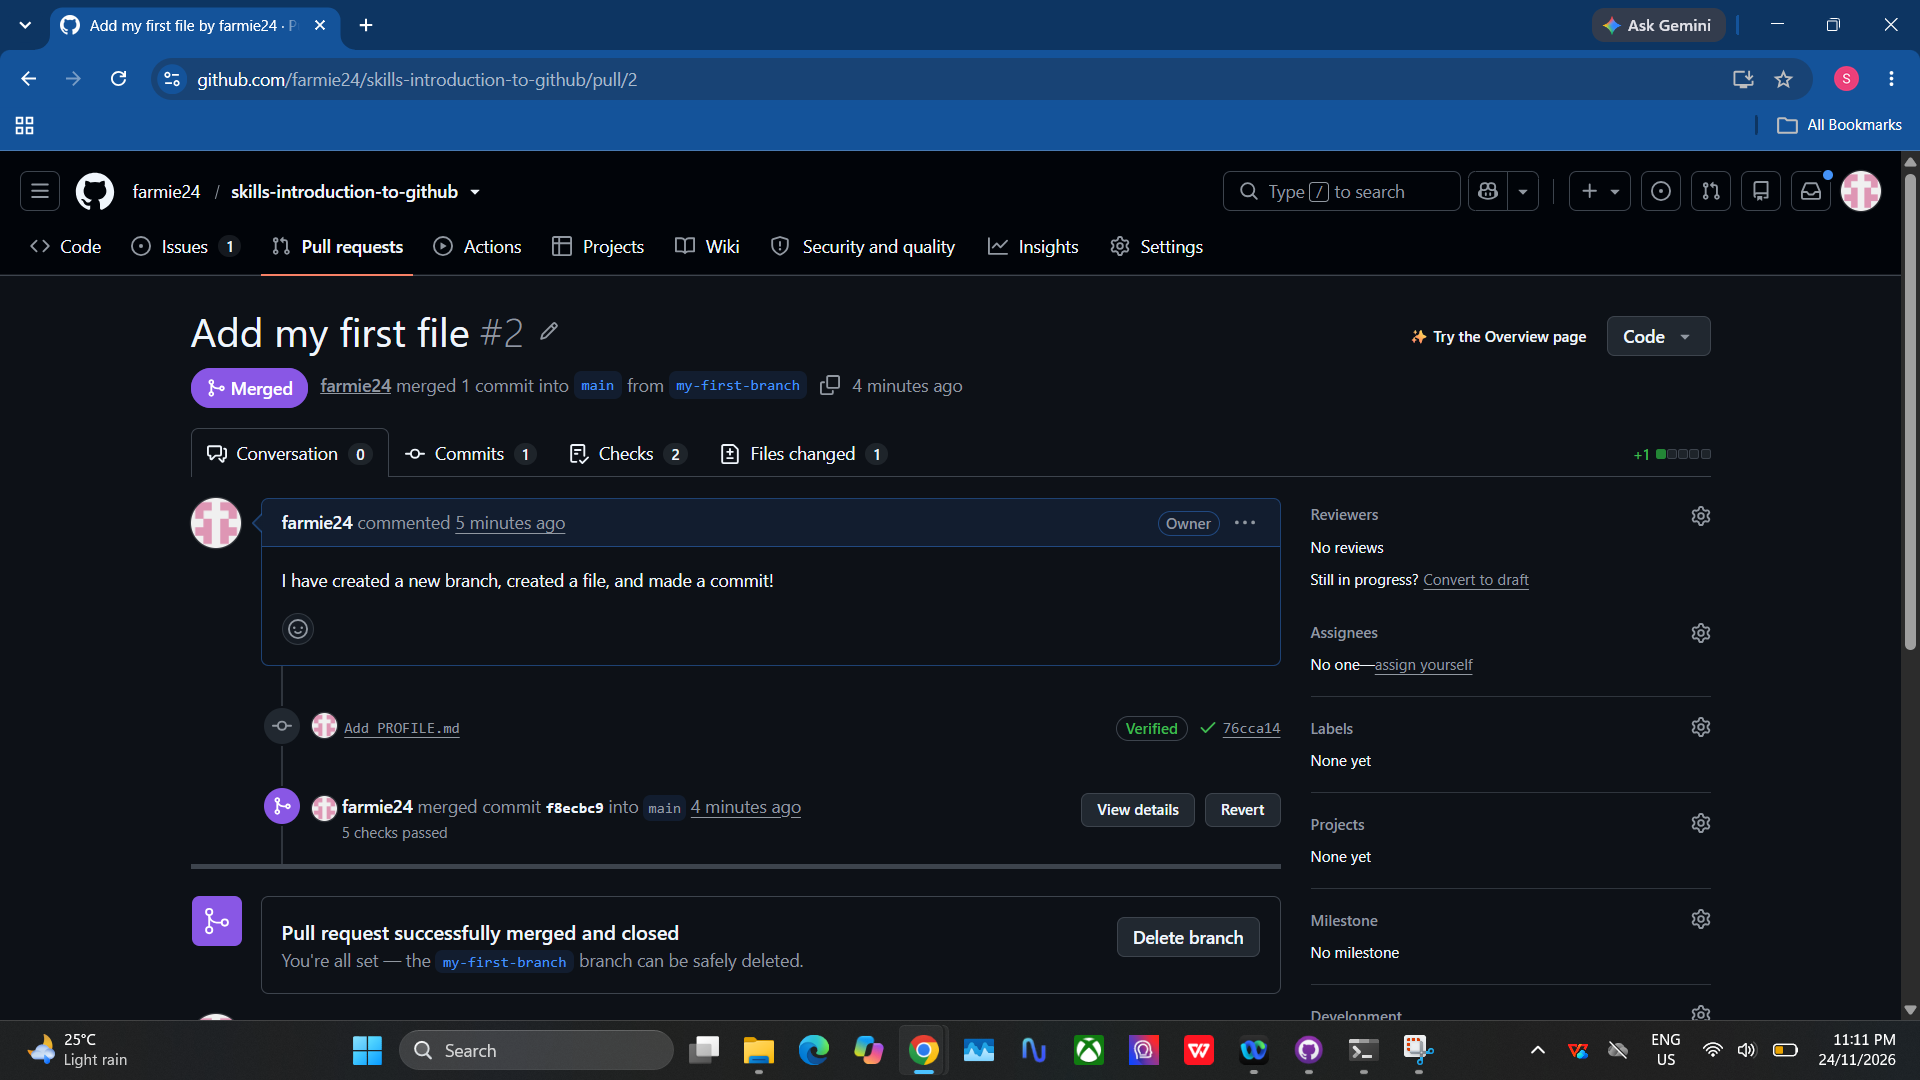 Add my first file by farmie24 · P
Ask Gemini
github.com/farmie24/skills-introduction-to-github/pull/2
S
All Bookmarks
farmie24 / skills-introduction-to-github
Type / to search
Code
Issues 1
Pull requests
Actions
Projects
Wiki
Security and quality
Insights
Settings
Add my first file #2
Try the Overview page
Code
Merged
farmie24 merged 1 commit into main from my-first-branch 4 minutes ago
Conversation 0
Commits 1
Checks 2
Files changed 1
+1
farmie24 commented 5 minutes ago
Owner
I have created a new branch, created a file, and made a commit!
Add PROFILE.md
Verified
76cca14
farmie24 merged commit f8ecbc9 into main 4 minutes ago
5 checks passed
View details
Revert
Pull request successfully merged and closed
You're all set — the my-first-branch branch can be safely deleted.
Delete branch
Reviewers
No reviews
Still in progress? Convert to draft
Assignees
No one—assign yourself
Labels
None yet
Projects
None yet
Milestone
No milestone
Development
25°C
Light rain
Search
ENG
US
11:11 PM
24/11/2026